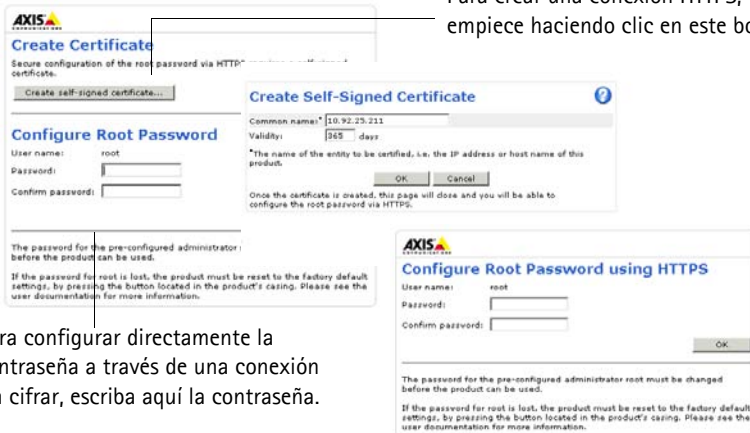 Para crear una conexión HTTPS,
empiece haciendo clic en este bo
AXIS
COMMUNICATIONS
Create Certificate
Secure configuration of the root password via HTTPS requires a self-signed
certificate.
Create self-signed certificate...
Configure Root Password
User name: root
Password:
Confirm password:
The password for the pre-configured administrator
before the product can be used.
If the password for root is lost, the product must be reset to the factory default
settings, by pressing the button located in the product's casing. Please see the
user documentation for more information.
Create Self-Signed Certificate
?
Common name:* 10.92.25.211
Validity: 365 days
*The name of the entity to be certified, i.e. the IP address or host name of this
product.
OK Cancel
Once the certificate is created, this page will close and you will be able to
configure the root password via HTTPS.
ra configurar directamente la
ntraseña a través de una conexión
cifrar, escriba aquí la contraseña.
AXIS
COMMUNICATIONS
Configure Root Password using HTTPS
User name: root
Password:
Confirm password:
OK
The password for the pre-configured administrator root must be changed
before the product can be used.
If the password for root is lost, the product must be reset to the factory default
settings, by pressing the button located in the product's casing. Please see the
user documentation for more information.